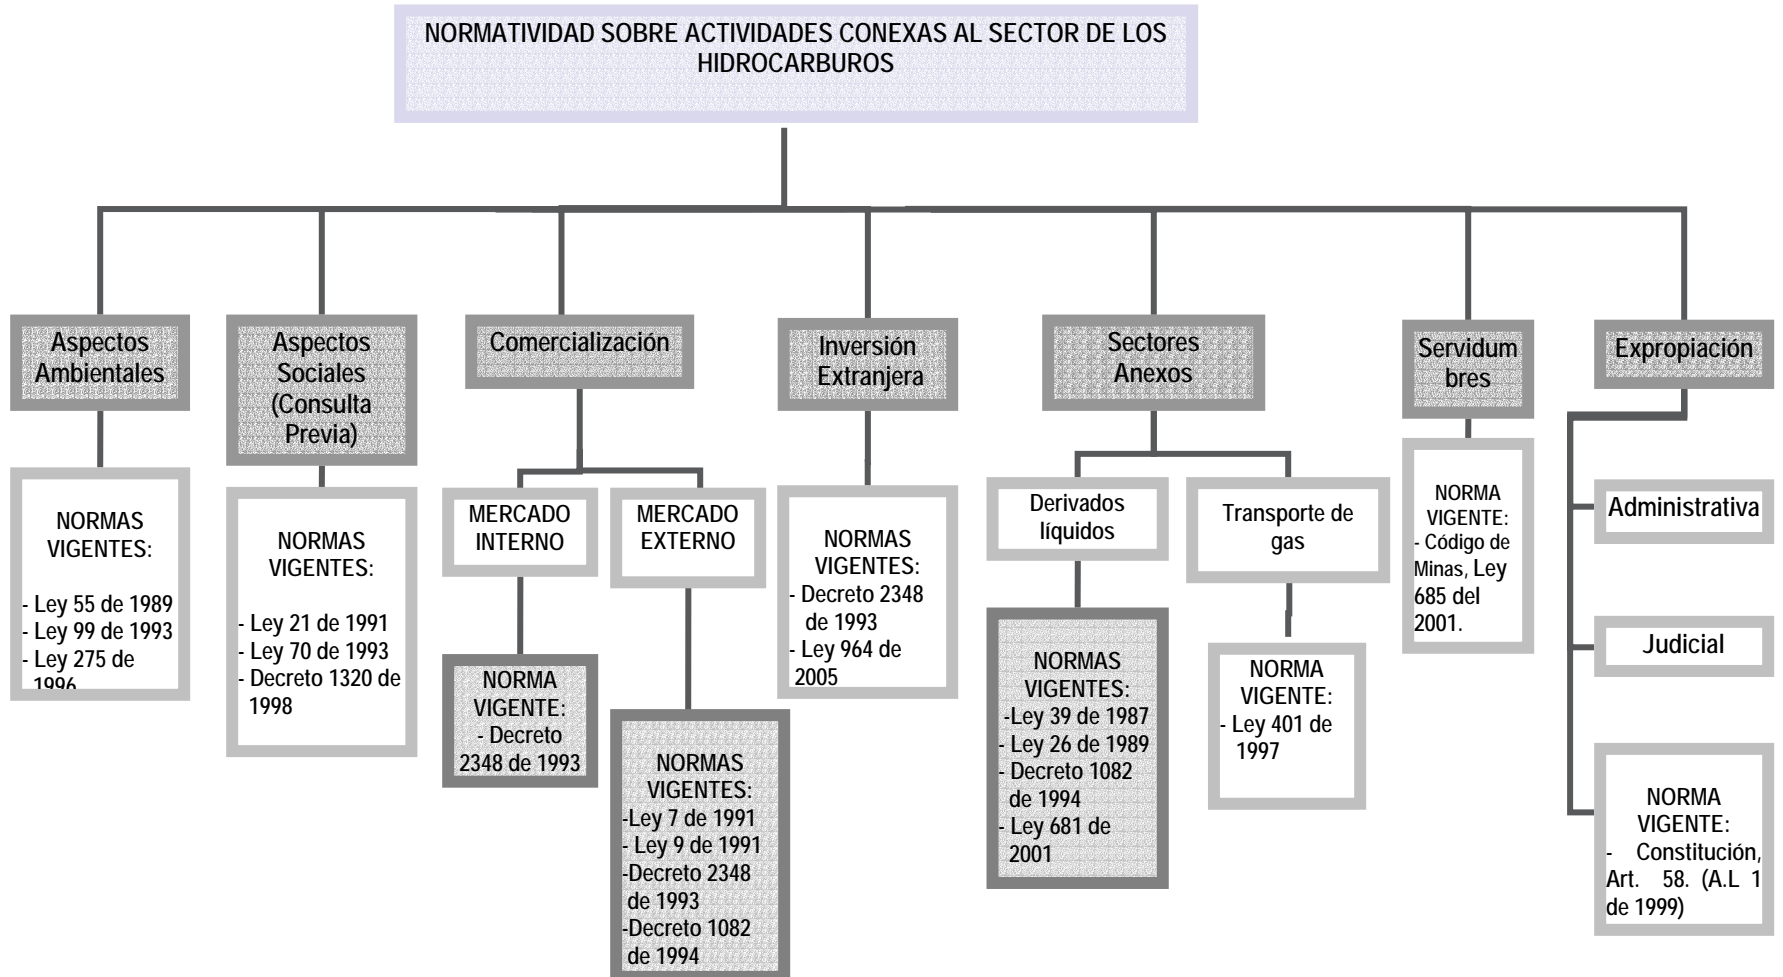 NORMATIVIDAD SOBRE ACTIVIDADES CONEXAS AL SECTOR DE LOS
HIDROCARBUROS
Aspectos
Ambientales
NORMAS
VIGENTES:
- Ley 55 de 1989
- Ley 99 de 1993
- Ley 275 de
1996
Aspectos
Sociales
(Consulta
Previa)
NORMAS
VIGENTES:
- Ley 21 de 1991
- Ley 70 de 1993
- Decreto 1320 de
1998
Comercialización
MERCADO
INTERNO
NORMA
VIGENTE:
- Decreto
2348 de 1993
MERCADO
EXTERNO
NORMAS
VIGENTES:
-Ley 7 de 1991
- Ley 9 de 1991
-Decreto 2348
de 1993
-Decreto 1082
de 1994
Inversión
Extranjera
NORMAS
VIGENTES:
- Decreto 2348
de 1993
- Ley 964 de
2005
Sectores
Anexos
Derivados
líquidos
NORMAS
VIGENTES:
-Ley 39 de 1987
- Ley 26 de 1989
- Decreto 1082
de 1994
- Ley 681 de
2001
Transporte de
gas
NORMA
VIGENTE:
- Ley 401 de
1997
Servidum
bres
NORMA
VIGENTE:
- Código de
Minas, Ley
685 del
2001.
Expropiación
Administrativa
Judicial
NORMA
VIGENTE:
- Constitución,
Art. 58. (A.L 1
de 1999)